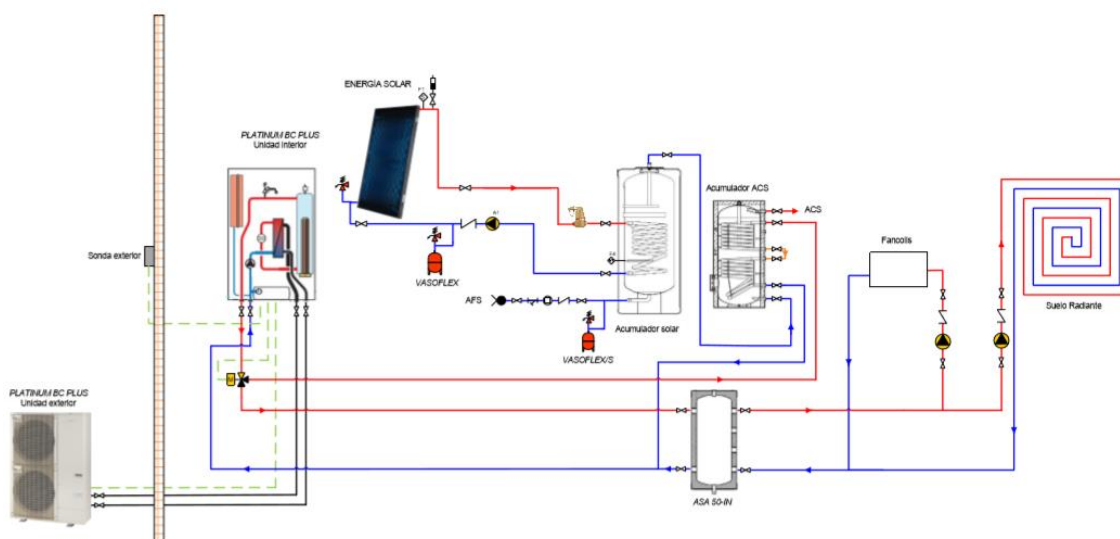 ENERGÍA SOLAR
PLATINUM BC PLUS
Unidad interior
Acumulador ACS
ACS
Fancoils
Sonda exterior
VASOFLEX
AFS
Acumulador solar
Suelo Radiante
VASOFLEX/S
PLATINUM BC PLUS
Unidad exterior
M
ASA 50-IN